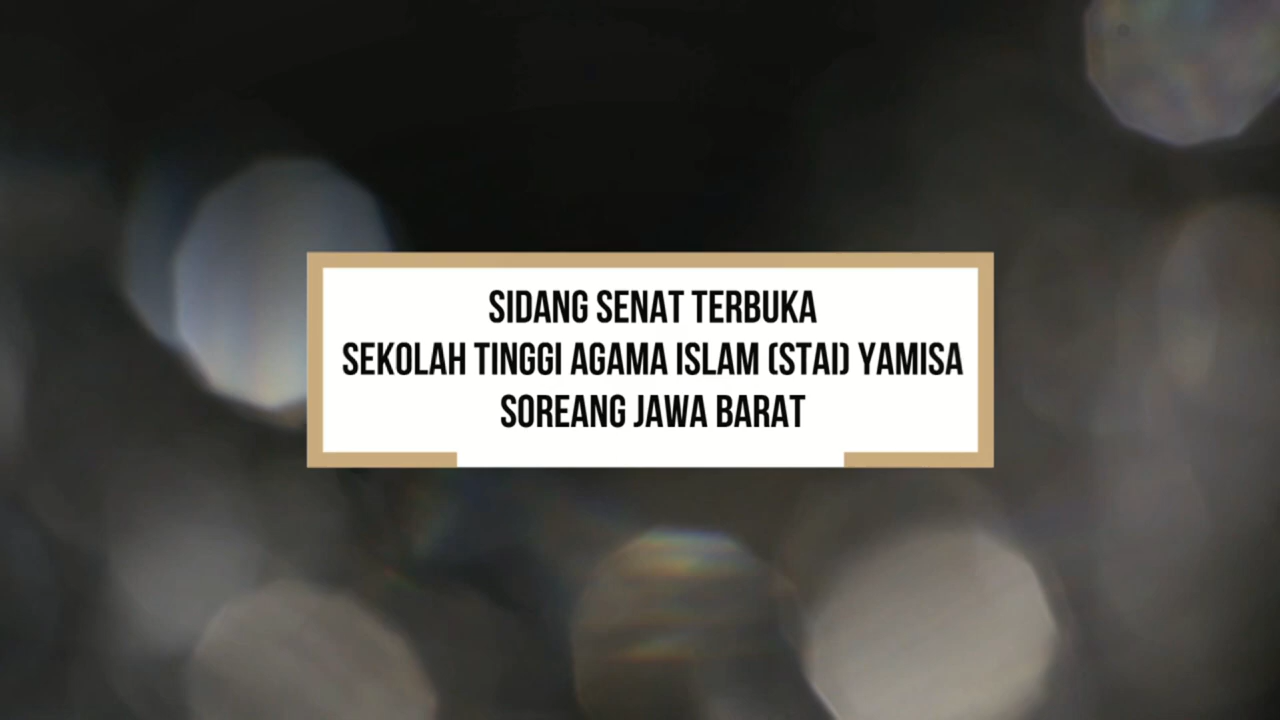 SIDANG SENAT TERBUKA
SEKOLAH TINGGI AGAMA ISLAM (STAI) YAMISA
SOREANG JAWA BARAT